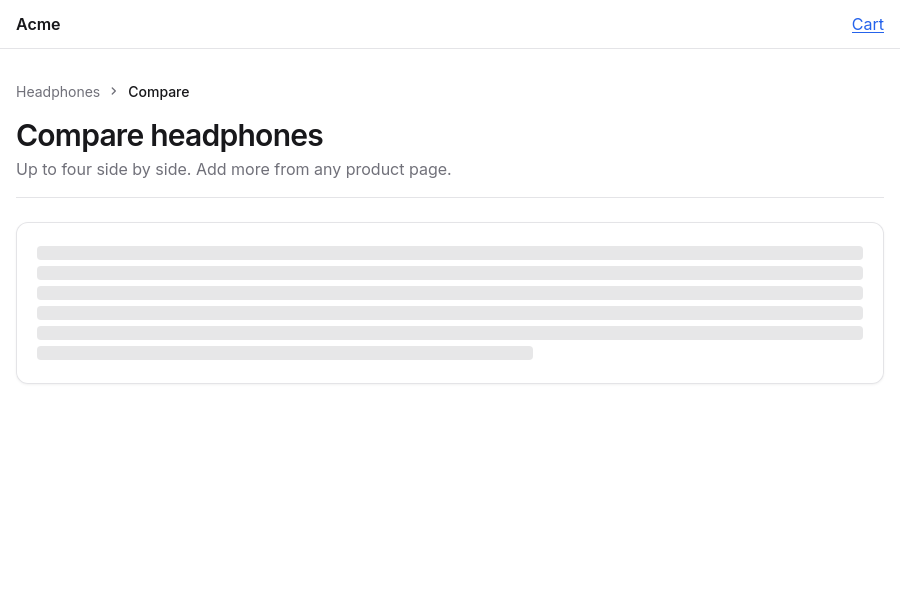 Acme
Cart
Headphones
Compare
Compare headphones
Up to four side by side. Add more from any product page.